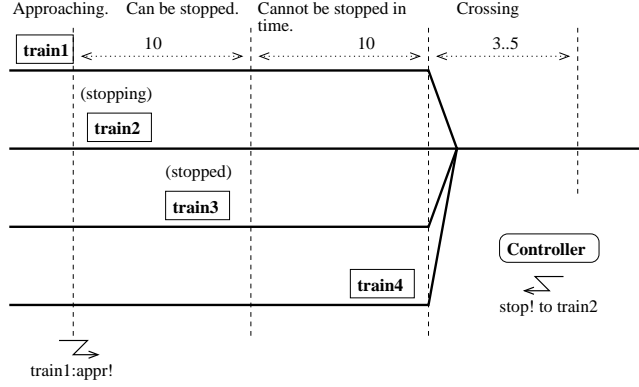 Approaching. Can be stopped. Cannot be stopped in time. Crossing
train1 10 10 3..5
(stopping)
train2
(stopped)
train3
Controller
train4
stop! to train2
train1:appr!